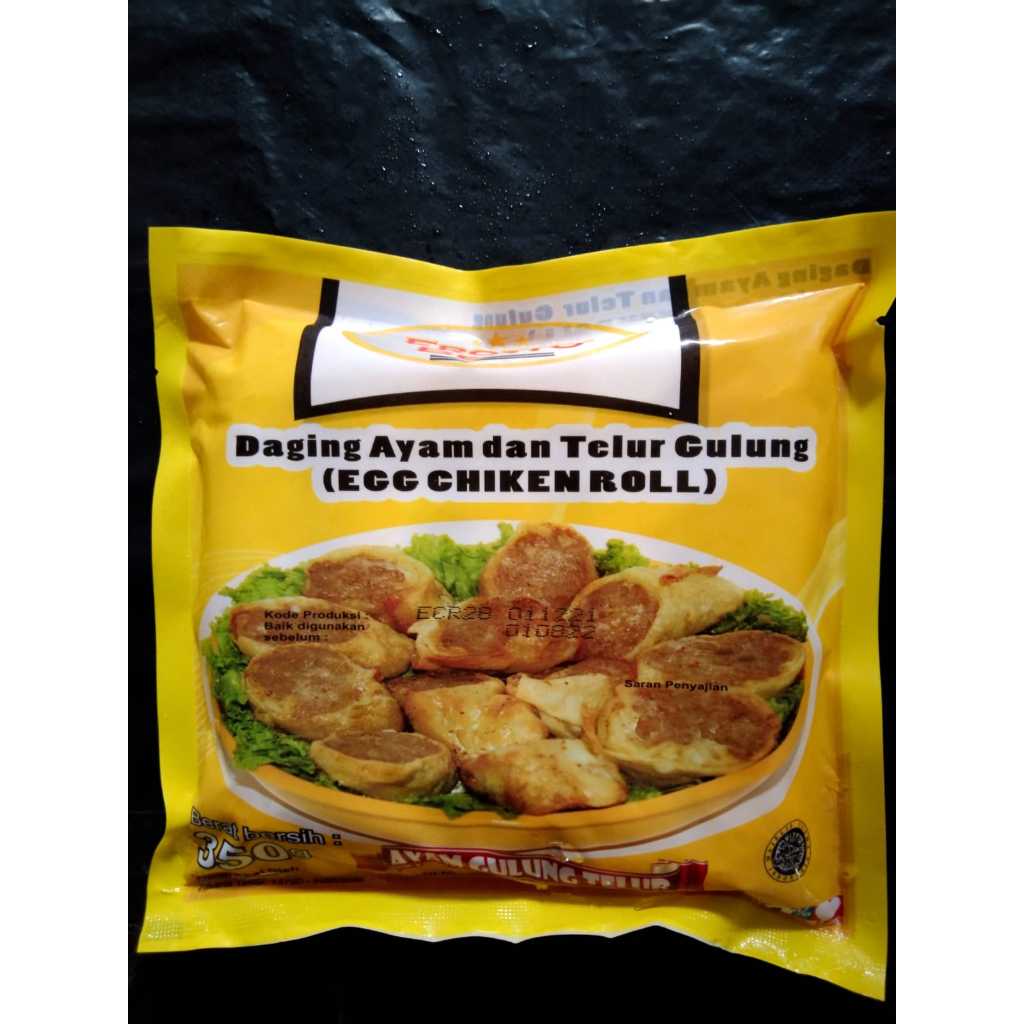 Daging Ayam dan Telur Gulung
(EGG CHIKEN ROLL)
Kode Produksi : ECR28 011221
Baik digunakan
sebelum : 010822
Saran Penyajian
Berat bersih :
350g
AYAM GULUNG TELUR